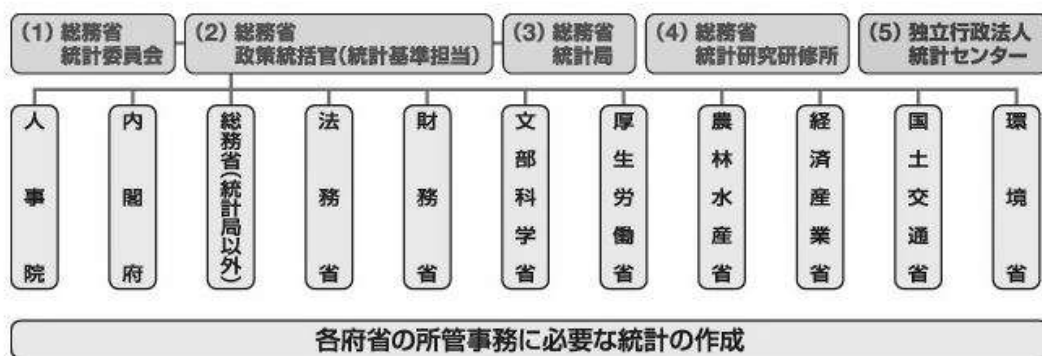 (1) 総務省
統計委員会
(2) 総務省
政策統括官(統計基準担当)
(3) 総務省
統計局
(4) 総務省
統計研究研修所
(5) 独立行政法人
統計センター
人事院
内閣府
総務省(統計局以外)
法務省
財務省
文部科学省
厚生労働省
農林水産省
経済産業省
国土交通省
環境省
各府省の所管事務に必要な統計の作成